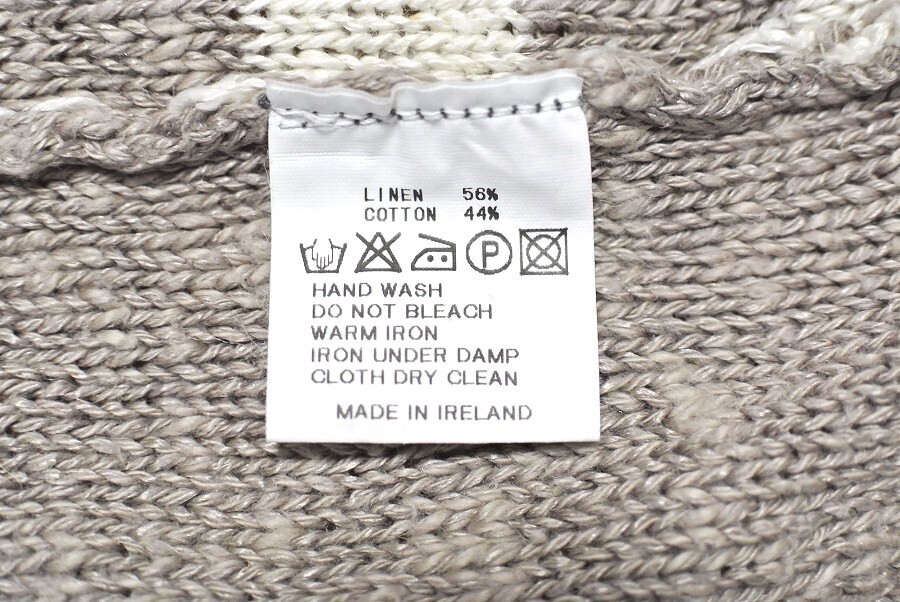 LINEN 56%
COTTON 44%
P
HAND WASH
DO NOT BLEACH
WARM IRON
IRON UNDER DAMP
CLOTH DRY CLEAN
MADE IN IRELAND